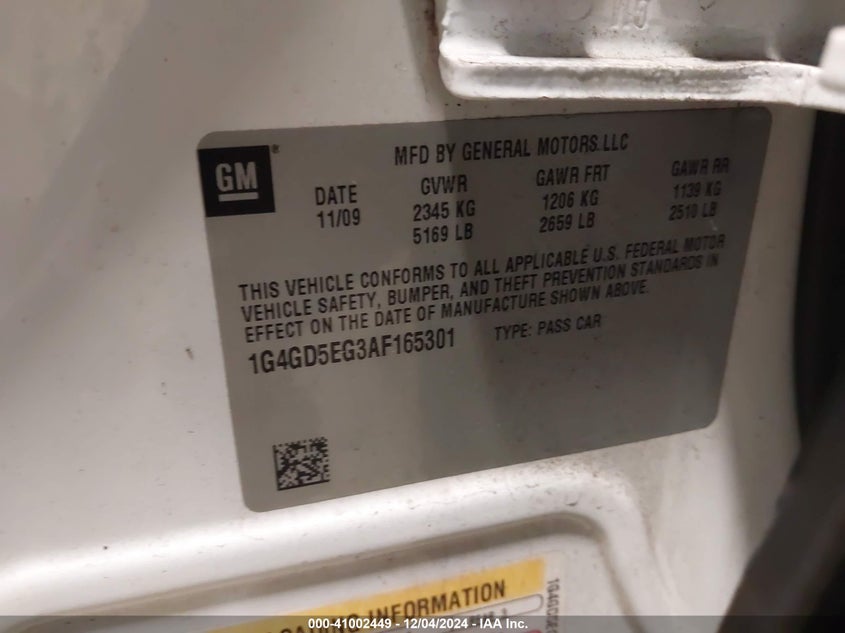 GM
MFD BY GENERAL MOTORS LLC
DATE GVWR GAWR FRT GAWR RR
11/09 2345 KG 1206 KG 1139 KG
5169 LB 2659 LB 2510 LB
THIS VEHICLE CONFORMS TO ALL APPLICABLE U.S. FEDERAL MOTOR
VEHICLE SAFETY, BUMPER, AND THEFT PREVENTION STANDARDS IN
EFFECT ON THE DATE OF MANUFACTURE SHOWN ABOVE.
1G4GD5EG3AF165301 TYPE: PASS CAR
LOADING INFORMATION
000-41002449 - 12/04/2024 - IAA, Inc.